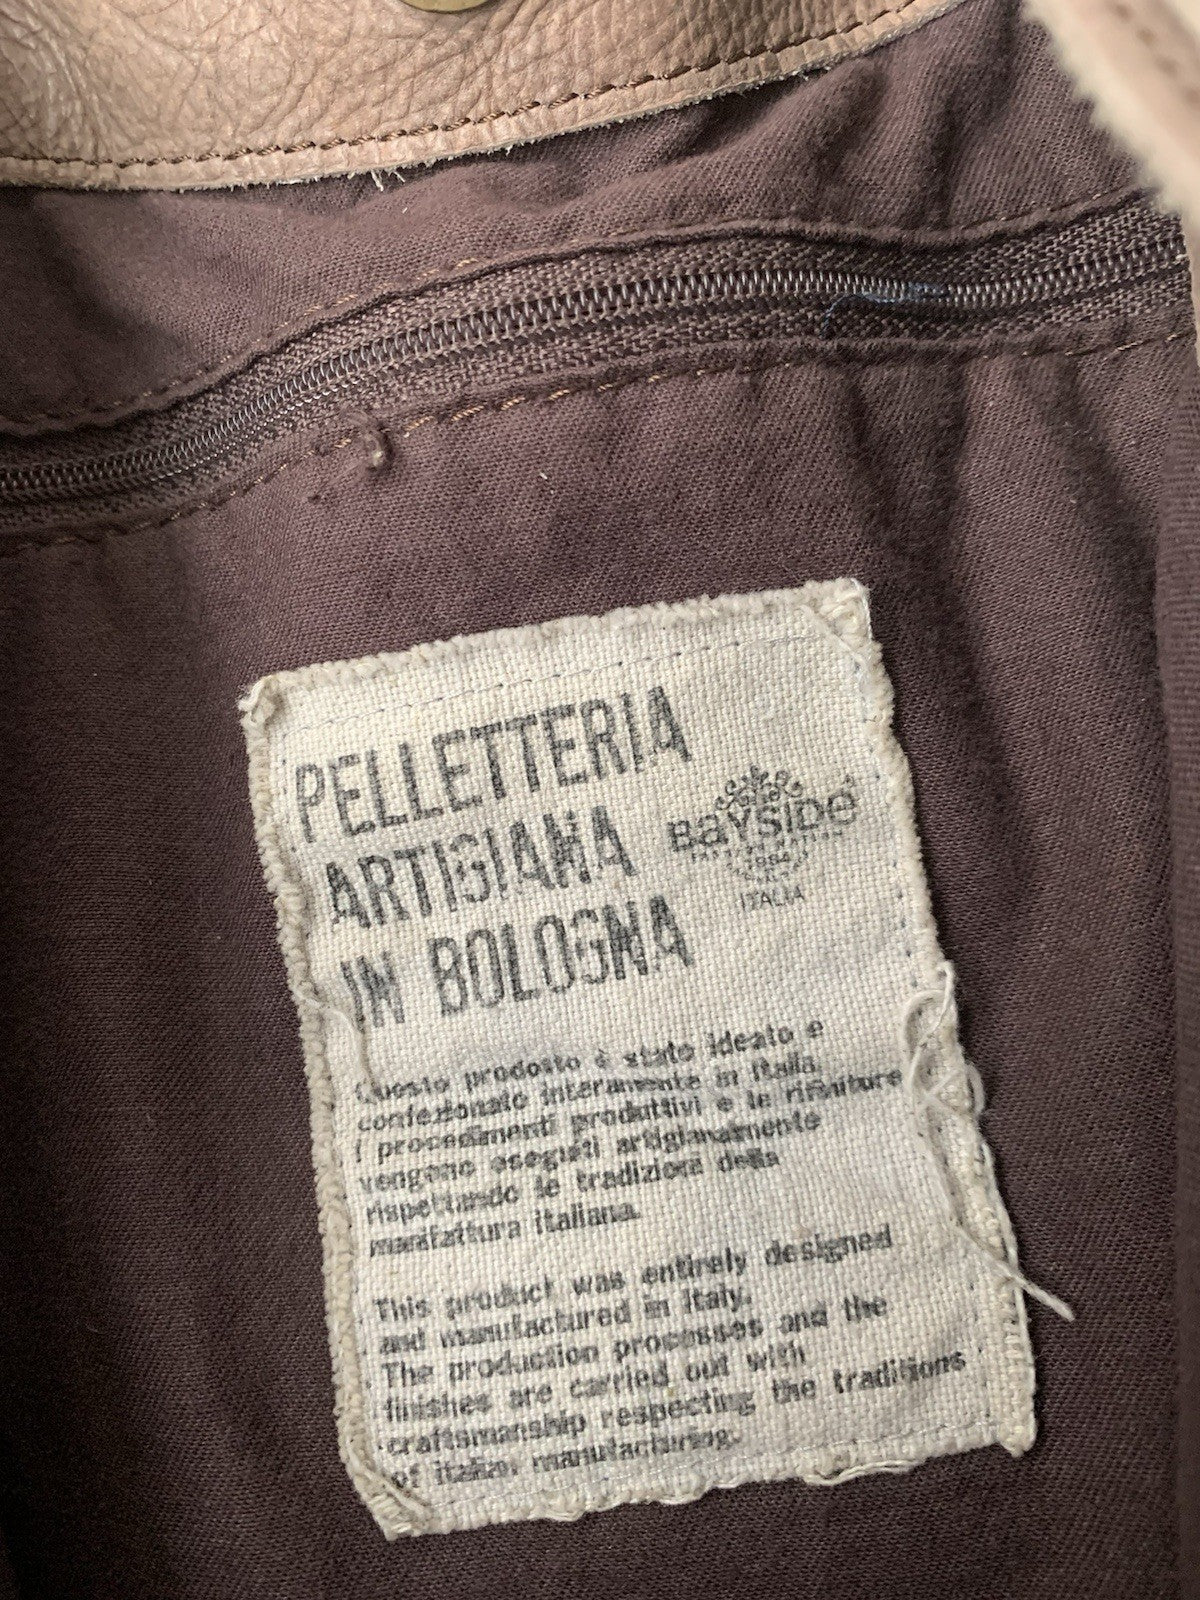 PELLETTERIA
ARTIGIANA
IN BOLOGNA
BaYSIDe
1994
ITALIA
Questo prodotto è stato ideato e
confezionato interamente in Italia.
I procedimenti produttivi e le rifiniture
vengono eseguiti artigianalmente
rispettando le tradizioni della
manifattura italiana.
This product was entirely designed
and manufactured in Italy.
The production processes and the
finishes are carried out with
craftsmanship respecting the traditions
of italian manufacturing.